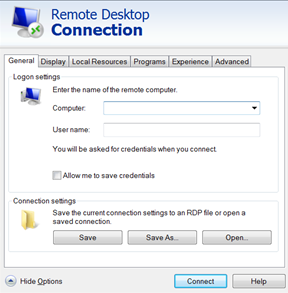 Remote Desktop
Connection
General Display Local Resources Programs Experience Advanced
Logon settings
Enter the name of the remote computer.
Computer:
User name:
You will be asked for credentials when you connect.
Allow me to save credentials
Connection settings
Save the current connection settings to an RDP file or open a
saved connection.
Save Save As... Open...
Hide Options Connect Help